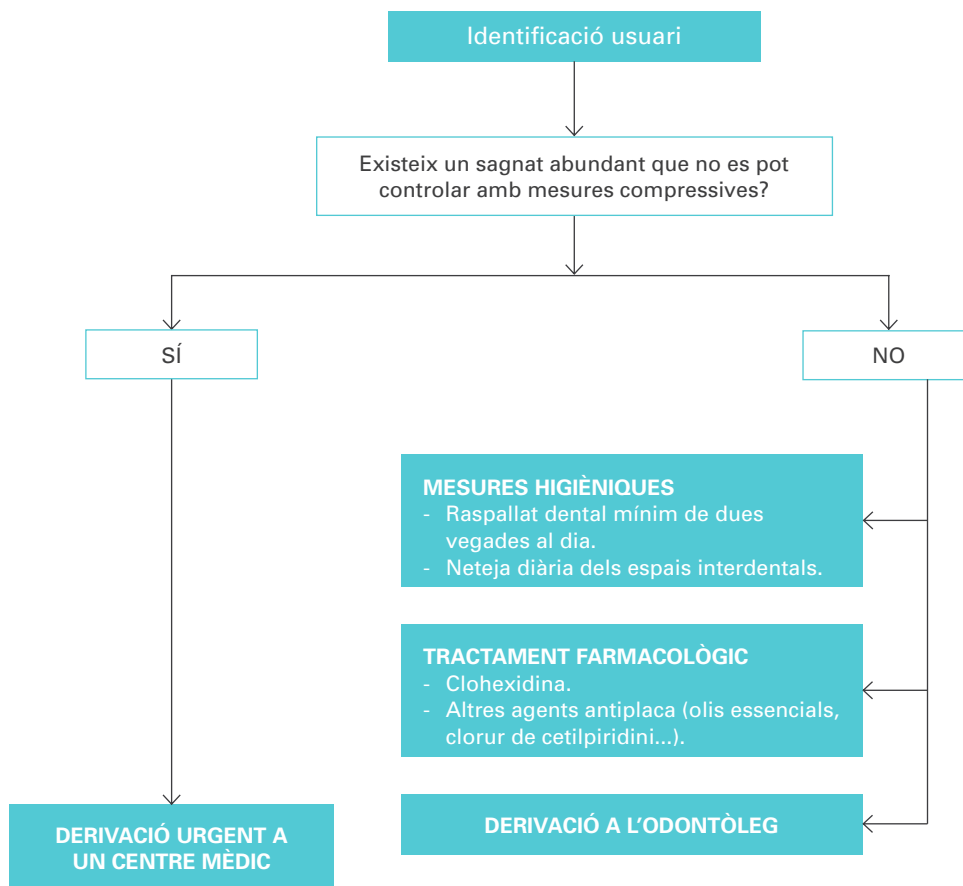 Identificació usuari
Existeix un sagnat abundant que no es pot
controlar amb mesures compressives?
SÍ
NO
MESURES HIGIÈNIQUES
- Raspallat dental mínim de dues
vegades al dia.
- Neteja diària dels espais interdentals.
TRACTAMENT FARMACOLÒGIC
- Clohexidina.
- Altres agents antiplaca (olis essencials,
clorur de cetilpiridini...).
DERIVACIÓ URGENT A
UN CENTRE MÈDIC
DERIVACIÓ A L’ODONTÒLEG